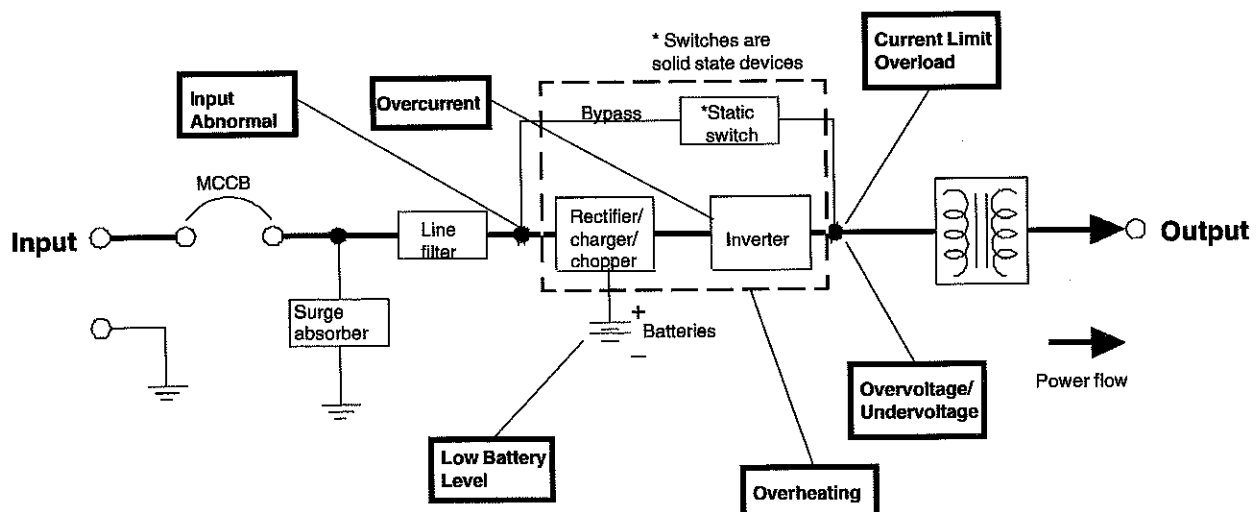 * Switches are
solid state devices
Current Limit
Overload
Input
Abnormal
Overcurrent
Bypass
*Static
switch
MCCB
Input
Line
filter
Rectifier/
charger/
chopper
Inverter
Output
Surge
absorber
+
Batteries
–
Power flow
Overvoltage/
Undervoltage
Low Battery
Level
Overheating